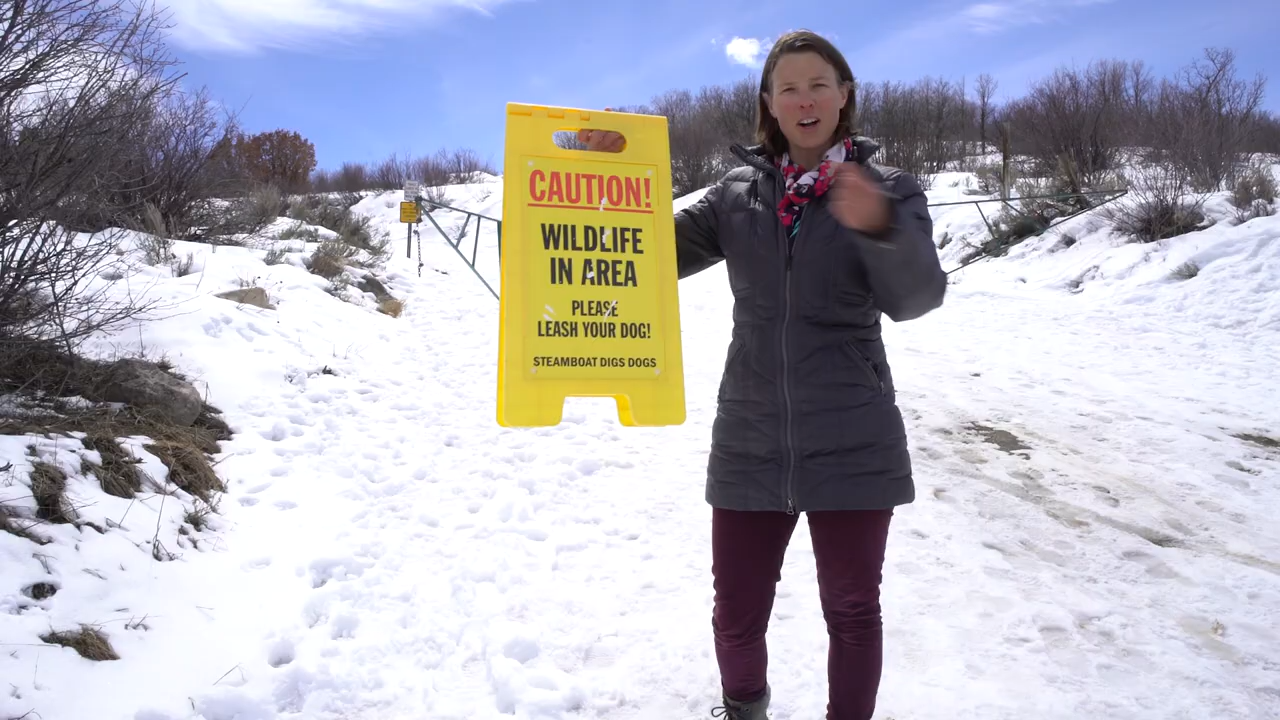 CAUTION!
WILDLIFE
IN AREA
PLEASE
LEASH YOUR DOG!
STEAMBOAT DIGS DOGS